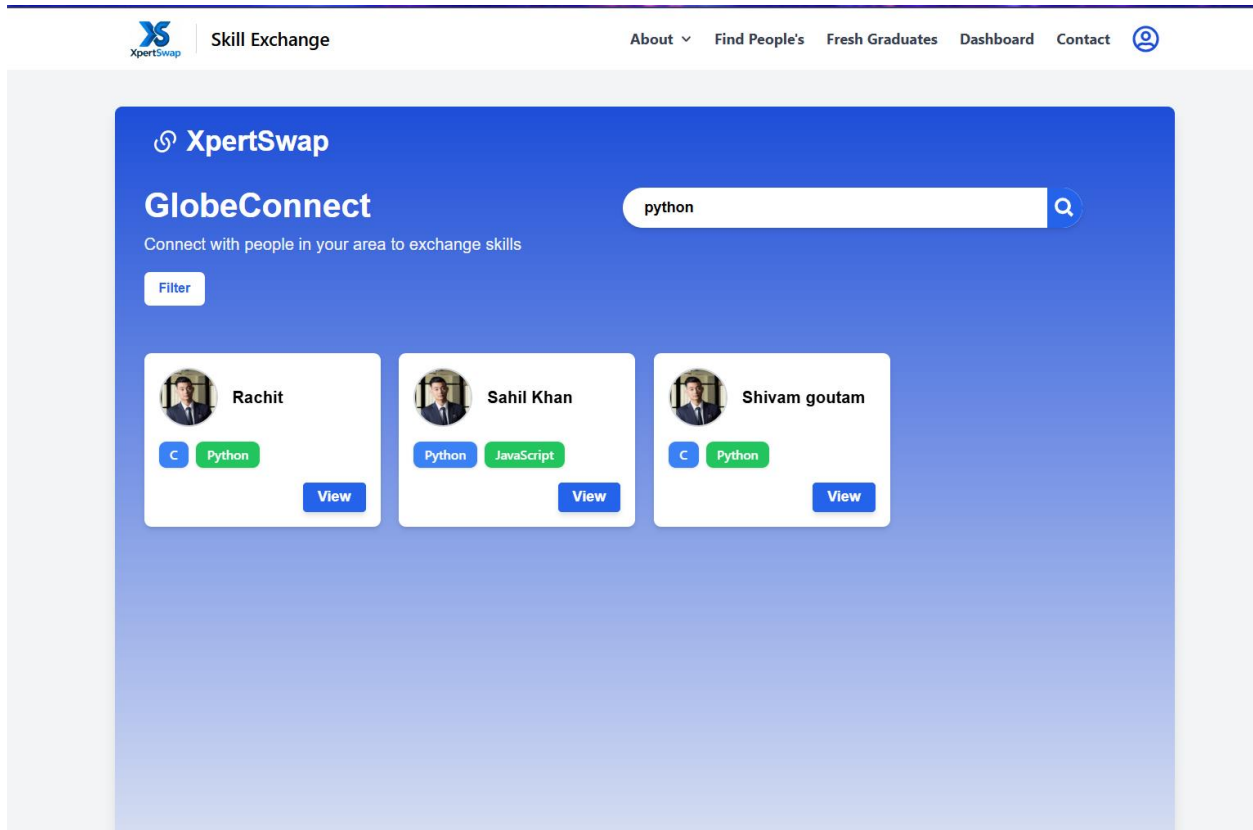 XpertSwap
Skill Exchange
About
Find People's
Fresh Graduates
Dashboard
Contact
XpertSwap
GlobeConnect
python
Connect with people in your area to exchange skills
Filter
Rachit
C Python
View
Sahil Khan
Python JavaScript
View
Shivam goutam
C Python
View